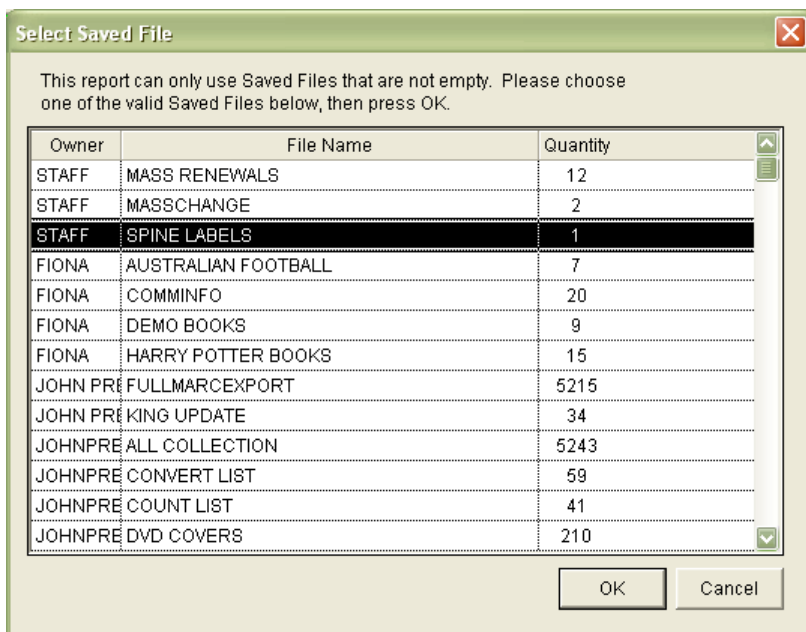 Select Saved File
This report can only use Saved Files that are not empty. Please choose
one of the valid Saved Files below, then press OK.
Owner File Name Quantity
STAFF MASS RENEWALS 12
STAFF MASSCHANGE 2
STAFF SPINE LABELS 1
FIONA AUSTRALIAN FOOTBALL 7
FIONA COMMINFO 20
FIONA DEMO BOOKS 9
FIONA HARRY POTTER BOOKS 15
JOHN PRE FULLMARCEXPORT 5215
JOHN PRE KING UPDATE 34
JOHNPRE ALL COLLECTION 5243
JOHNPRE CONVERT LIST 59
JOHNPRE COUNT LIST 41
JOHNPRE DVD COVERS 210
OK Cancel